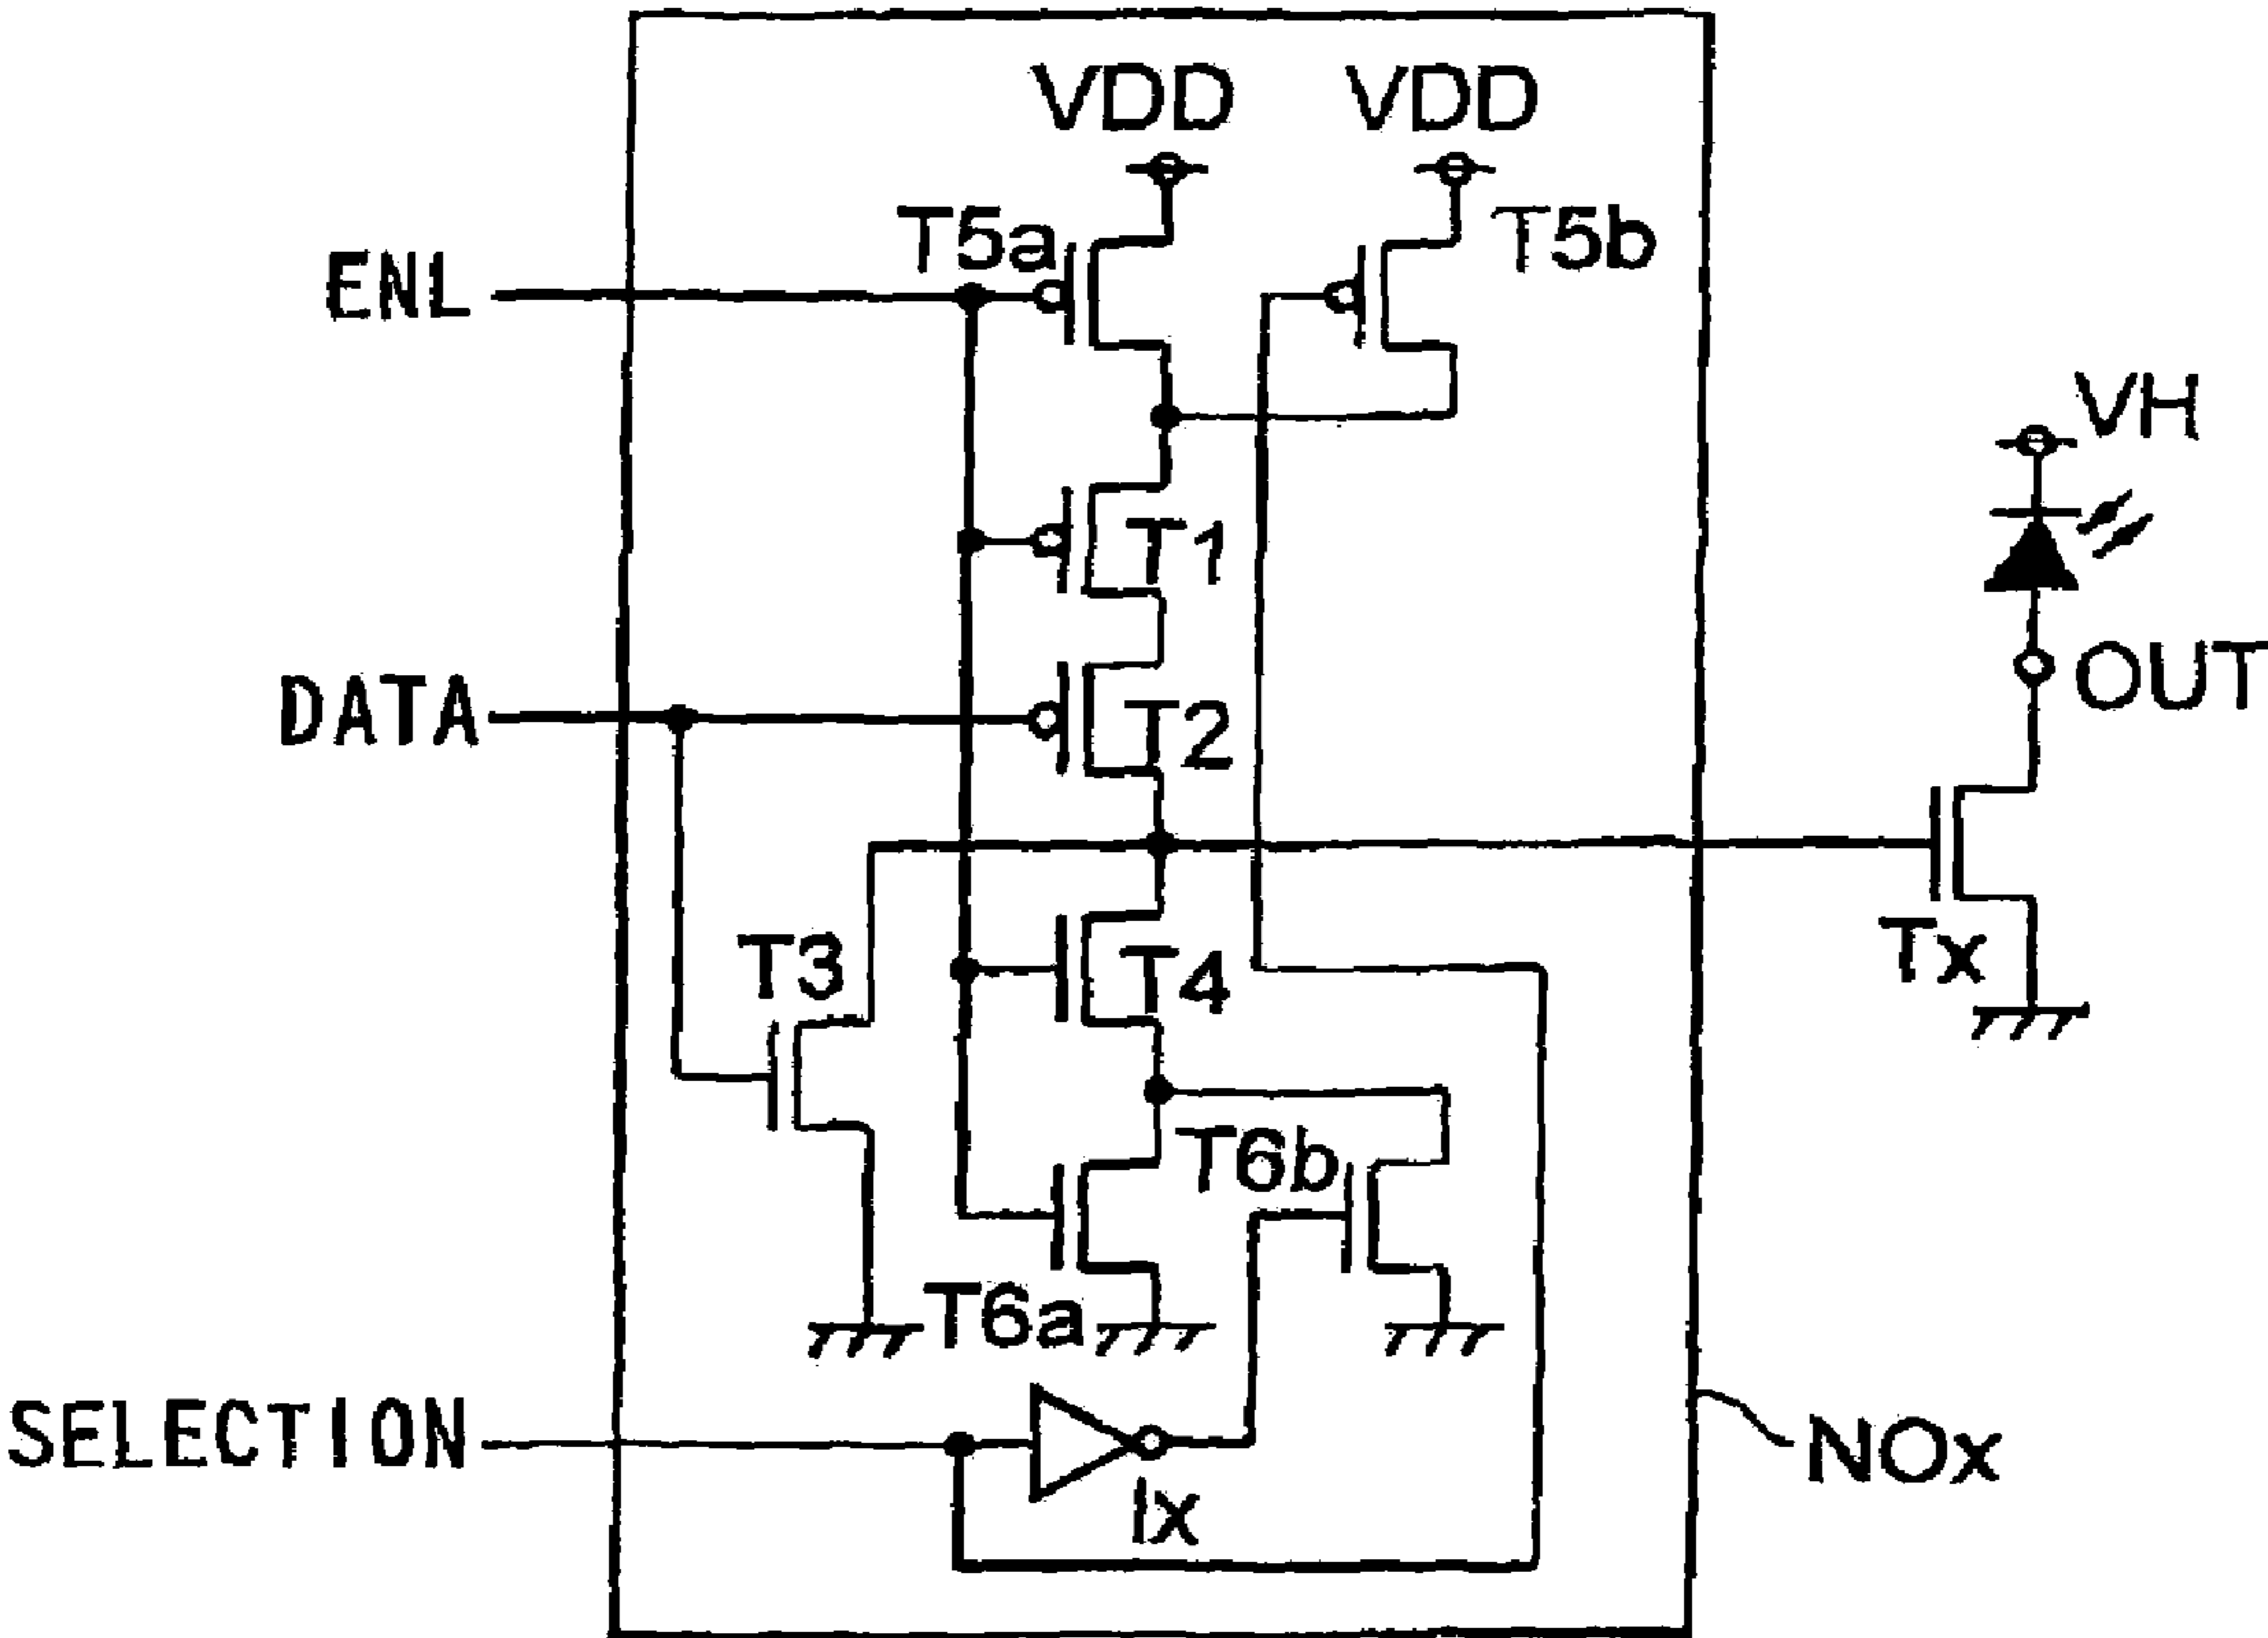 VDD VDD
T5a T5b
ENL
VH
T1
OUT
DATA
T2
Tx
T3
T4
T6b
T6a
SELECTION
NOx
Ix